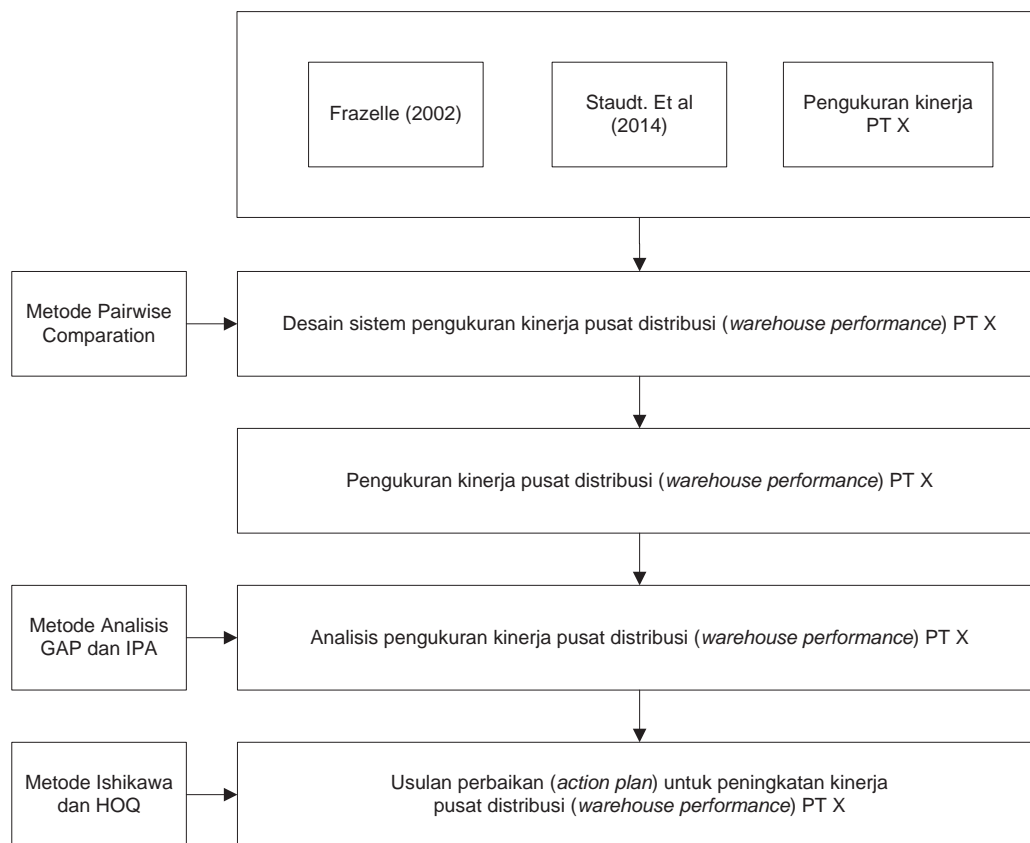 Frazelle (2002)
Staudt. Et al
(2014)
Pengukuran kinerja
PT X
Metode Pairwise
Comparation
Desain sistem pengukuran kinerja pusat distribusi (warehouse performance) PT X
Pengukuran kinerja pusat distribusi (warehouse performance) PT X
Metode Analisis
GAP dan IPA
Analisis pengukuran kinerja pusat distribusi (warehouse performance) PT X
Metode Ishikawa
dan HOQ
Usulan perbaikan (action plan) untuk peningkatan kinerja
pusat distribusi (warehouse performance) PT X